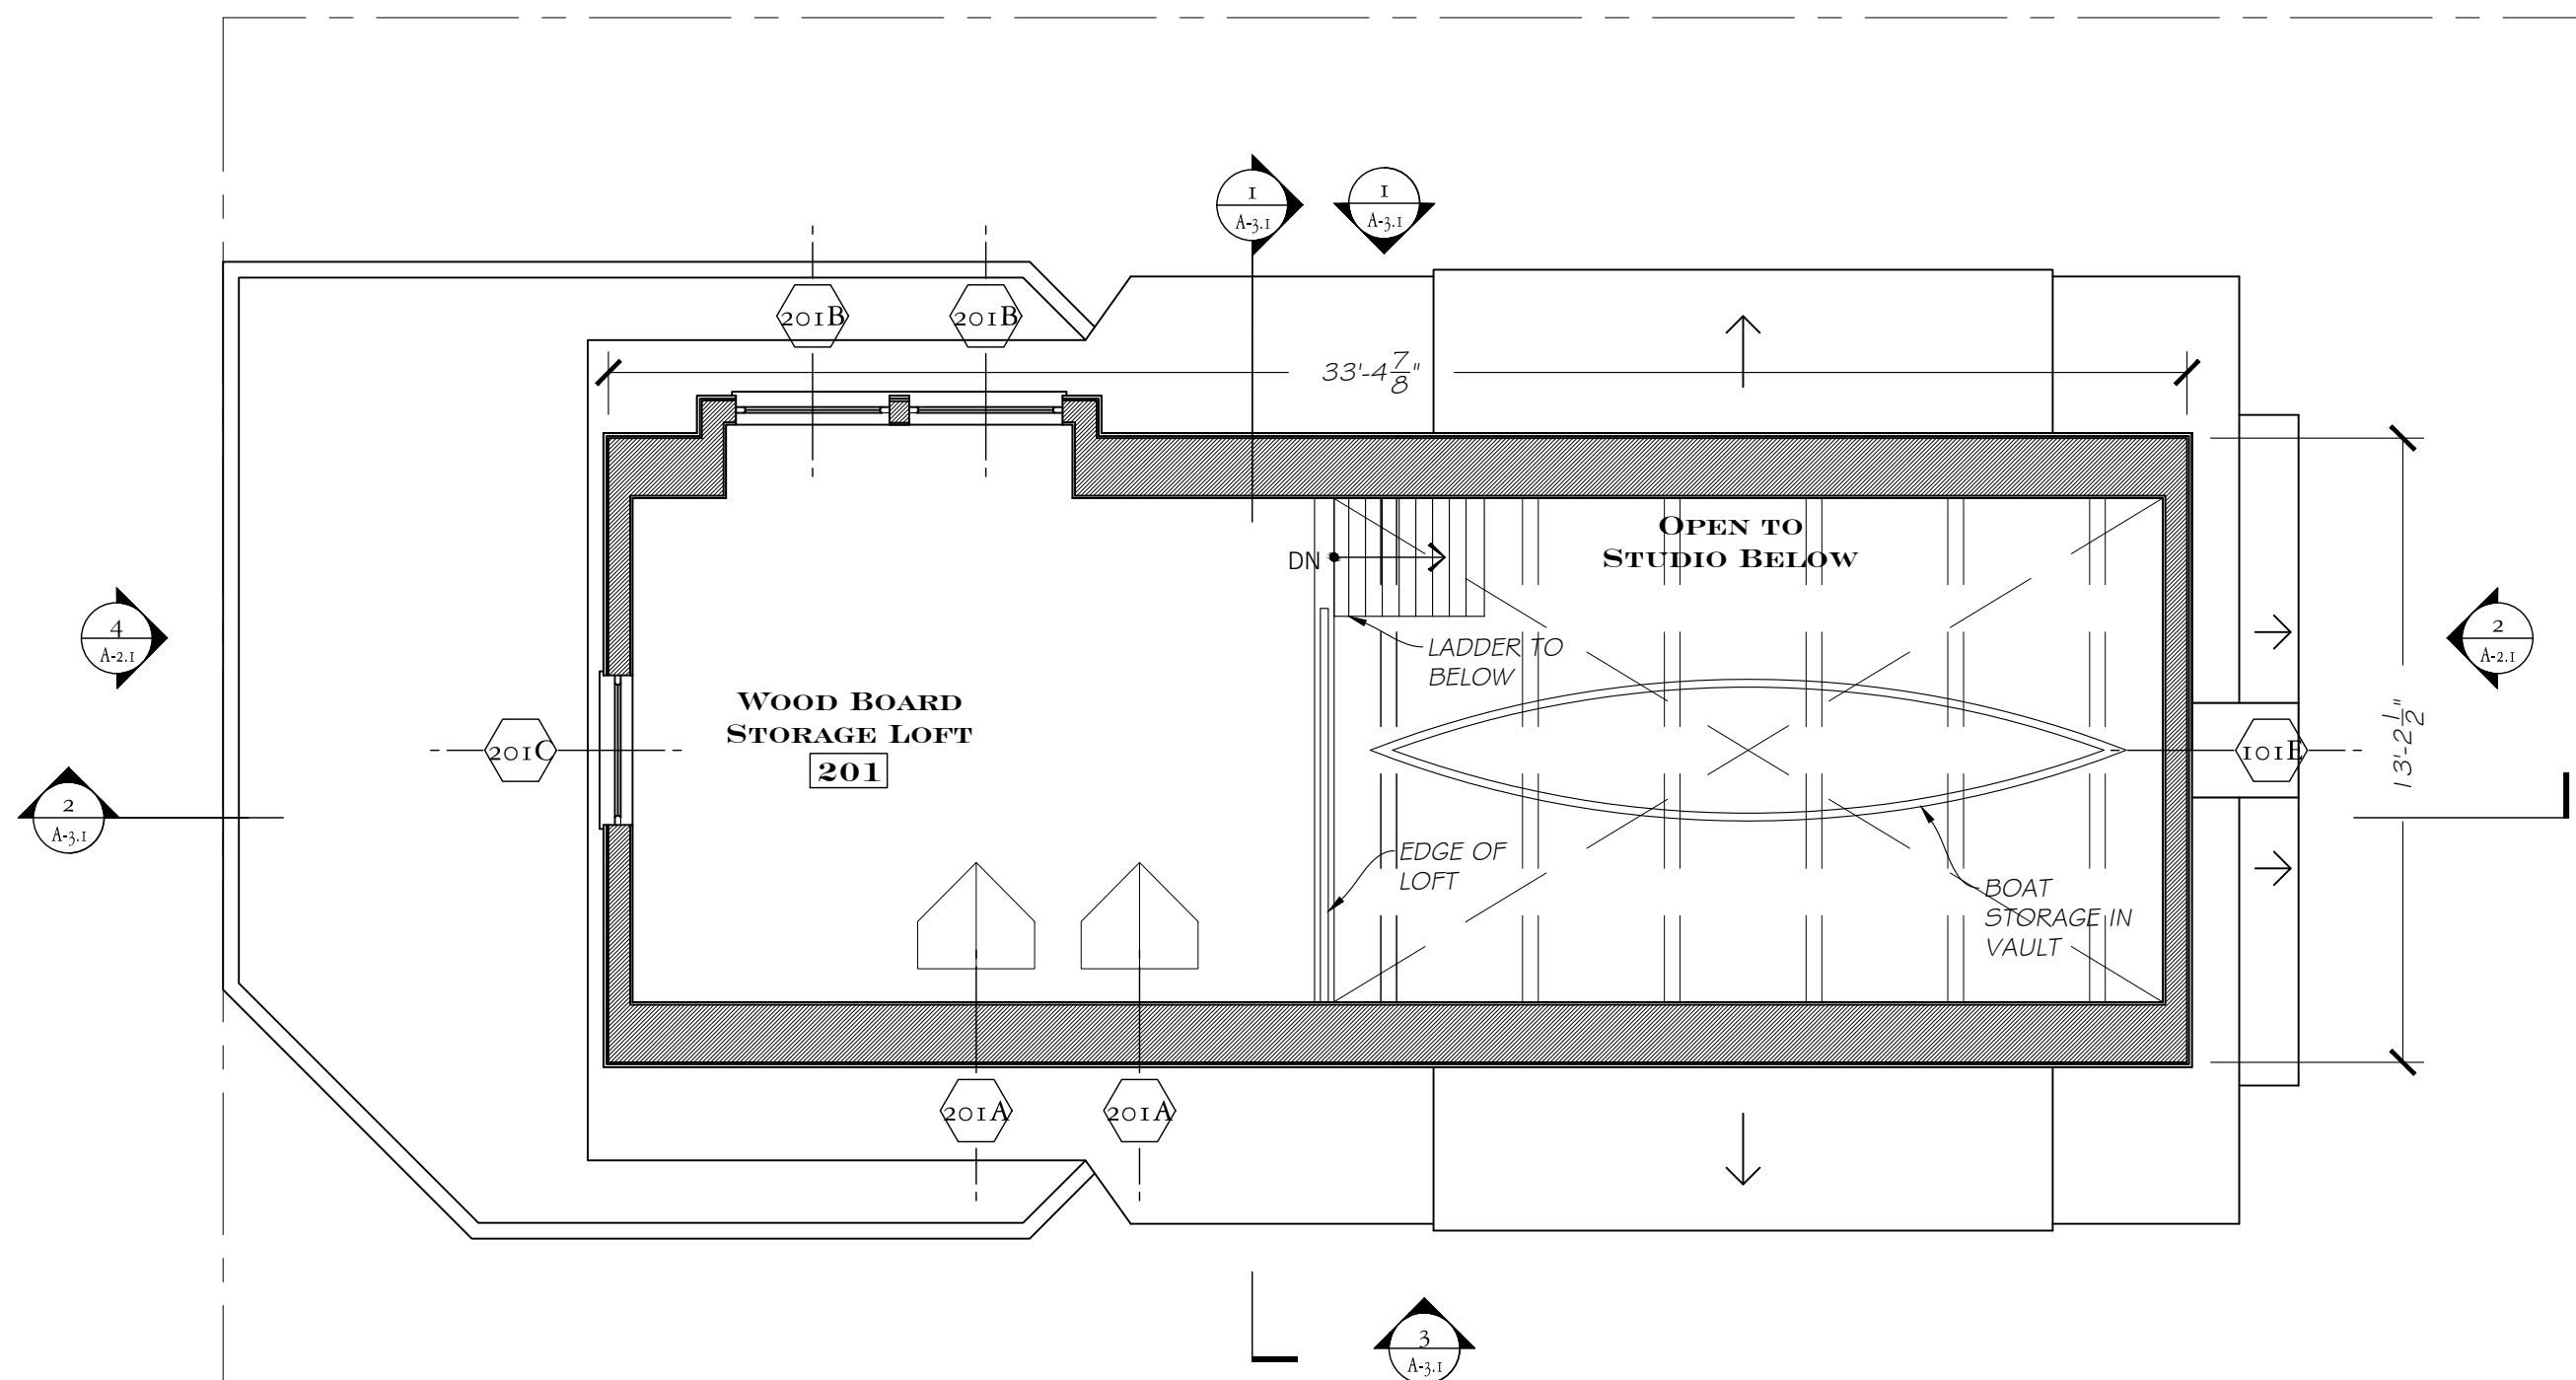 1
A-3.1
1
A-3.1
201B
201B
33'-4 7/8"
OPEN TO
STUDIO BELOW
DN
LADDER TO
BELOW
4
A-2.1
2
A-2.1
WOOD BOARD
STORAGE LOFT
201
201C
101E
13'-2 1/2"
2
A-3.1
EDGE OF
LOFT
BOAT
STORAGE IN
VAULT
201A
201A
3
A-3.1